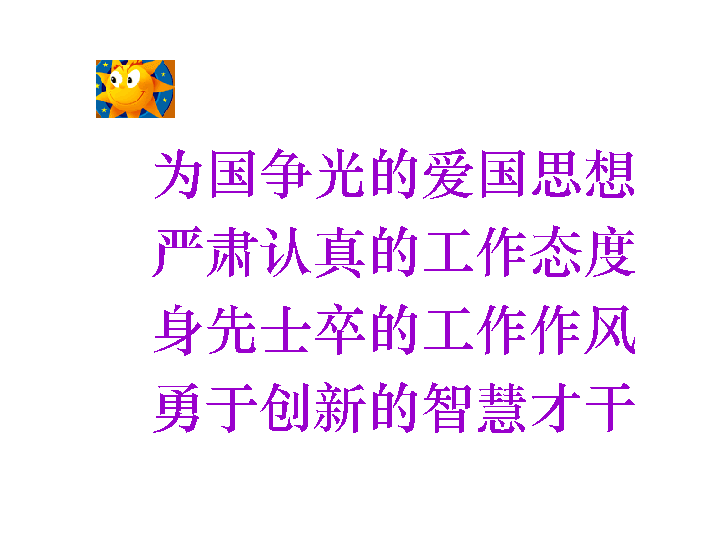 为国争光的爱国思想
严肃认真的工作态度
身先士卒的工作作风
勇于创新的智慧才干